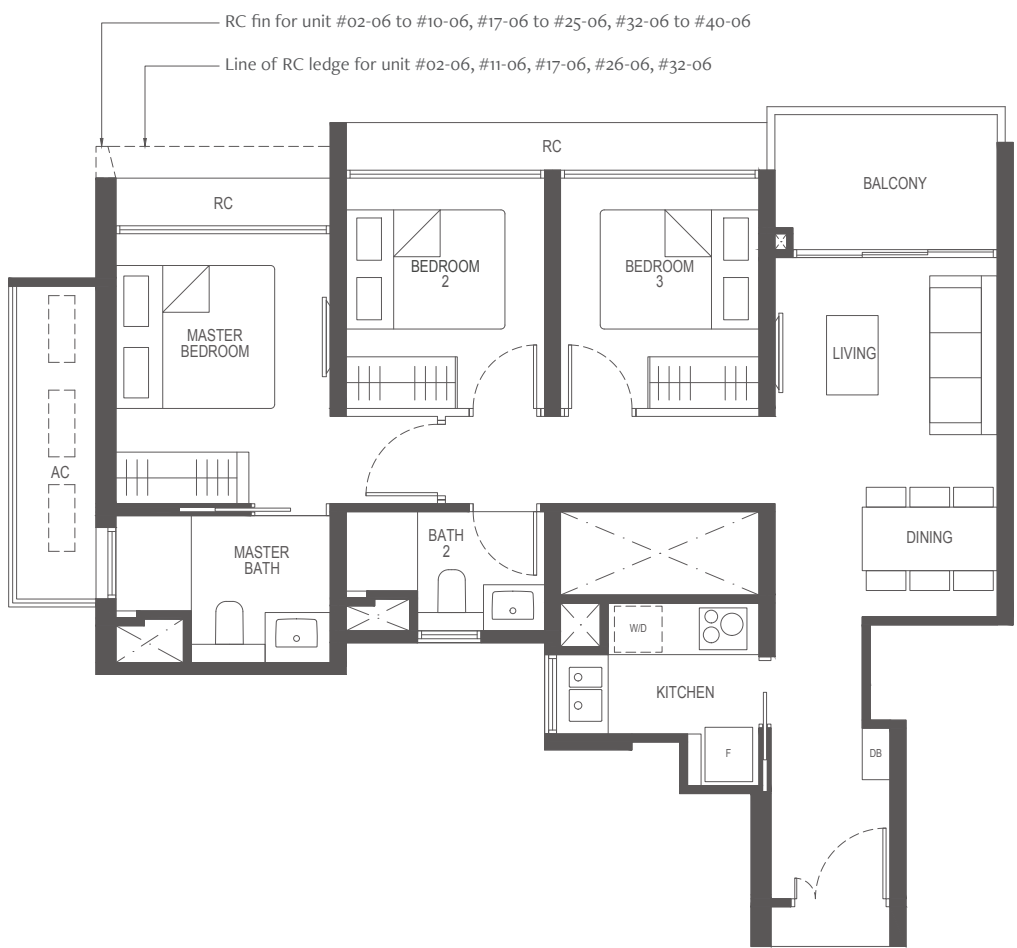 RC fin for unit #02-06 to #10-06, #17-06 to #25-06, #32-06 to #40-06
Line of RC ledge for unit #02-06, #11-06, #17-06, #26-06, #32-06
RC
BALCONY
RC
BEDROOM
2
BEDROOM
3
MASTER
BEDROOM
LIVING
AC
MASTER
BATH
BATH
2
DINING
W/D
KITCHEN
F
DB